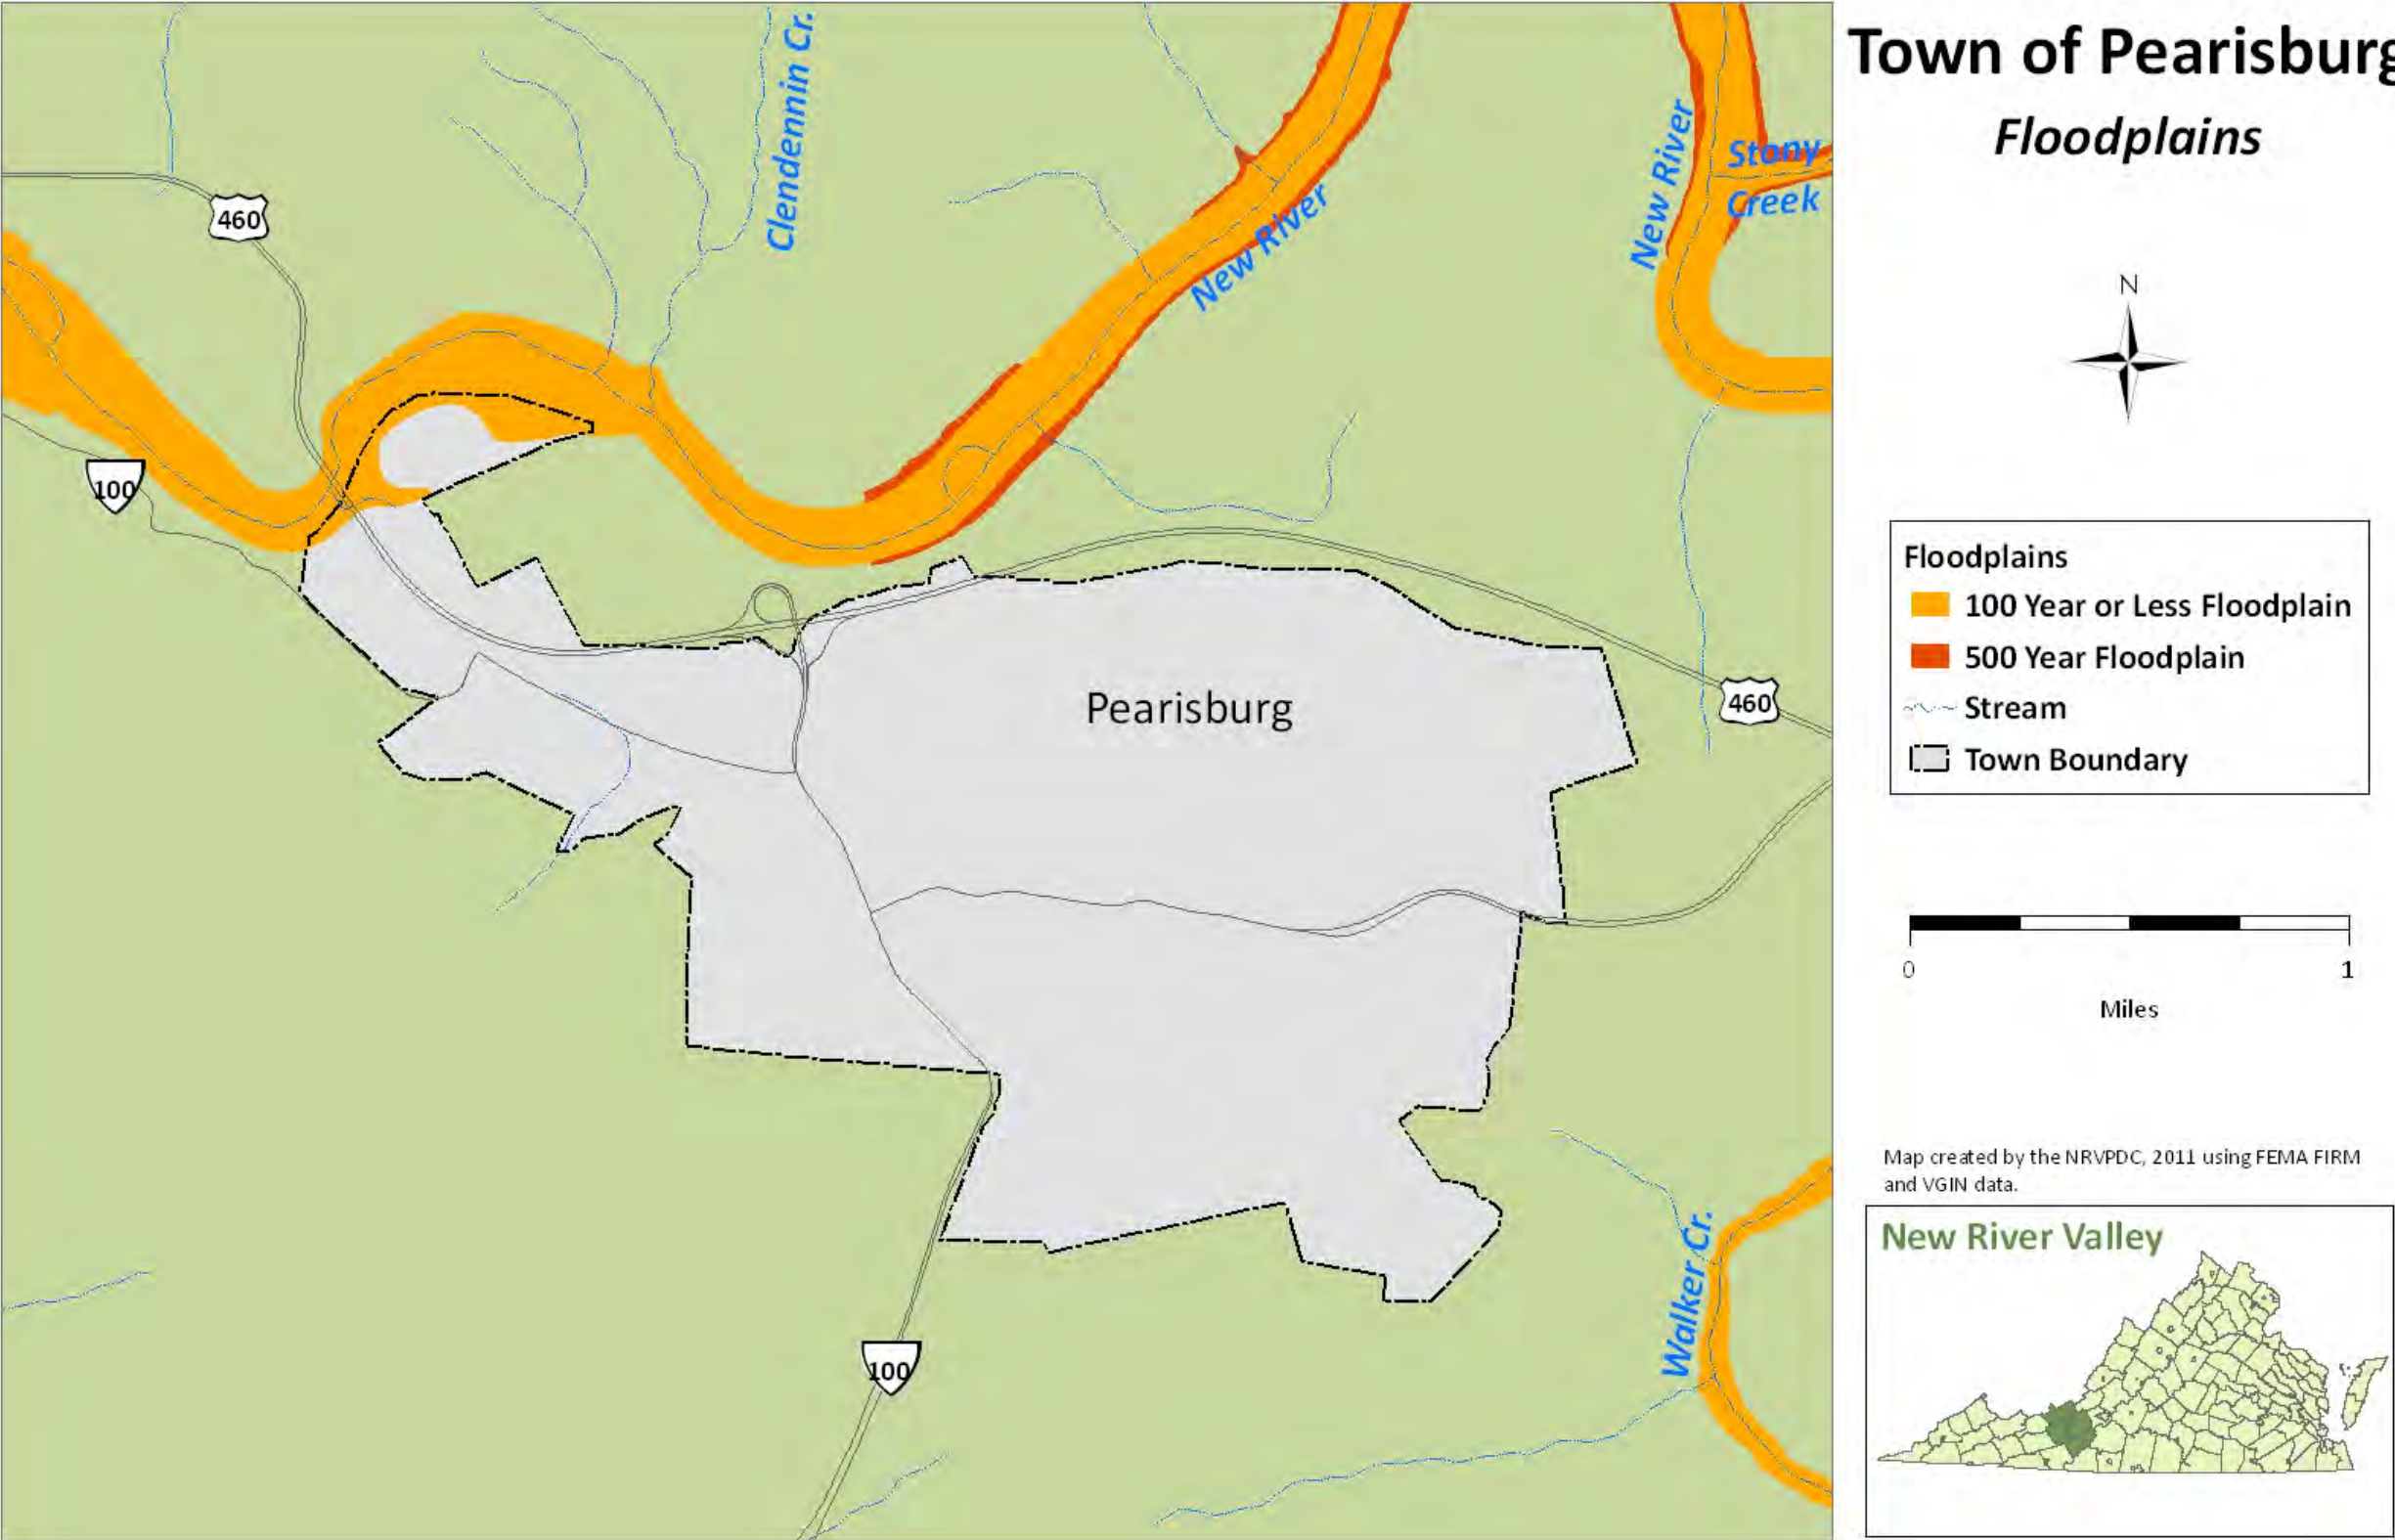 Town of Pearisburg
Floodplains
Clendennin Cr.
New River
New River
Stony
Creek
460
100
N
Floodplains
100 Year or Less Floodplain
500 Year Floodplain
Stream
Town Boundary
Pearisburg
460
0
1
Miles
Map created by the NRVPDC, 2011 using FEMA FIRM
and VGIN data.
New River Valley
Walker Cr.
100